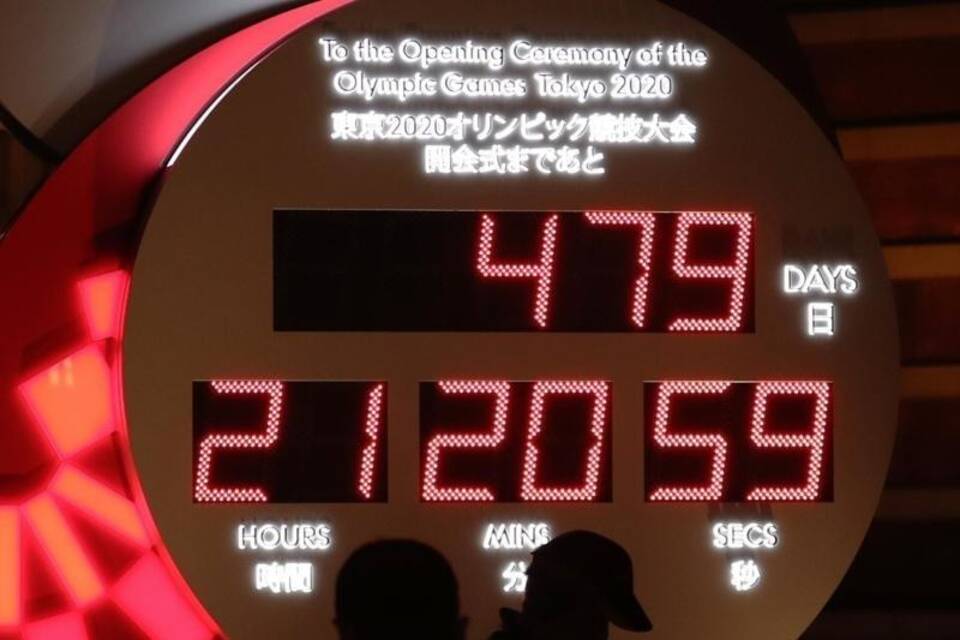 To the Opening Ceremony of the
Olympic Games Tokyo 2020
東京2020オリンピック競技大会
開会式まであと
479 DAYS
日
21 20 59
HOURS MINS SECS
時間 分 秒